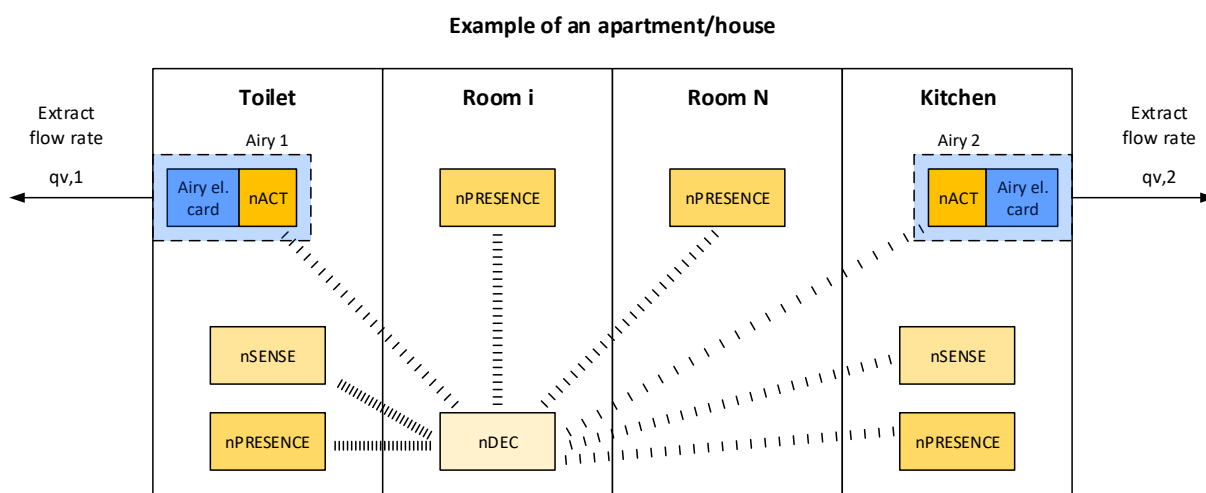 Example of an apartment/house
Toilet
Room i
Room N
Kitchen
Extract
flow rate
qv,1
Airy 1
Airy el.
card
nACT
nPRESENCE
nPRESENCE
Airy 2
nACT
Airy el.
card
Extract
flow rate
qv,2
nSENSE
nSENSE
nPRESENCE
nDEC
nPRESENCE